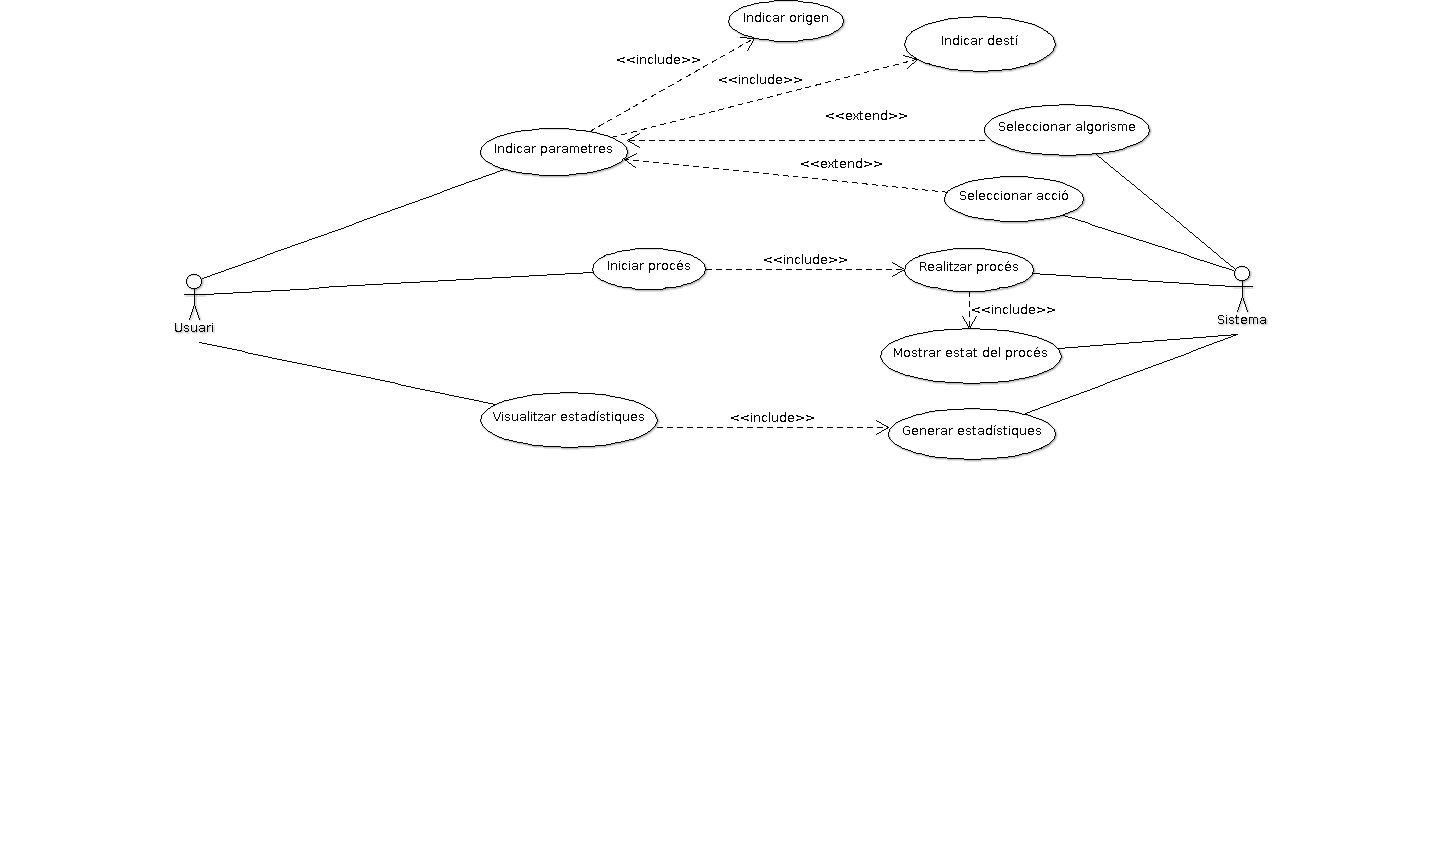 Indicar origen
Indicar destí
<<include>>
<<include>>
<<extend>>
Seleccionar algorisme
Indicar parametres
<<extend>>
Seleccionar acció
Iniciar procés
<<include>>
Realitzar procés
<<include>>
Usuari
Sistema
Mostrar estat del procés
Visualitzar estadístiques
<<include>>
Generar estadístiques